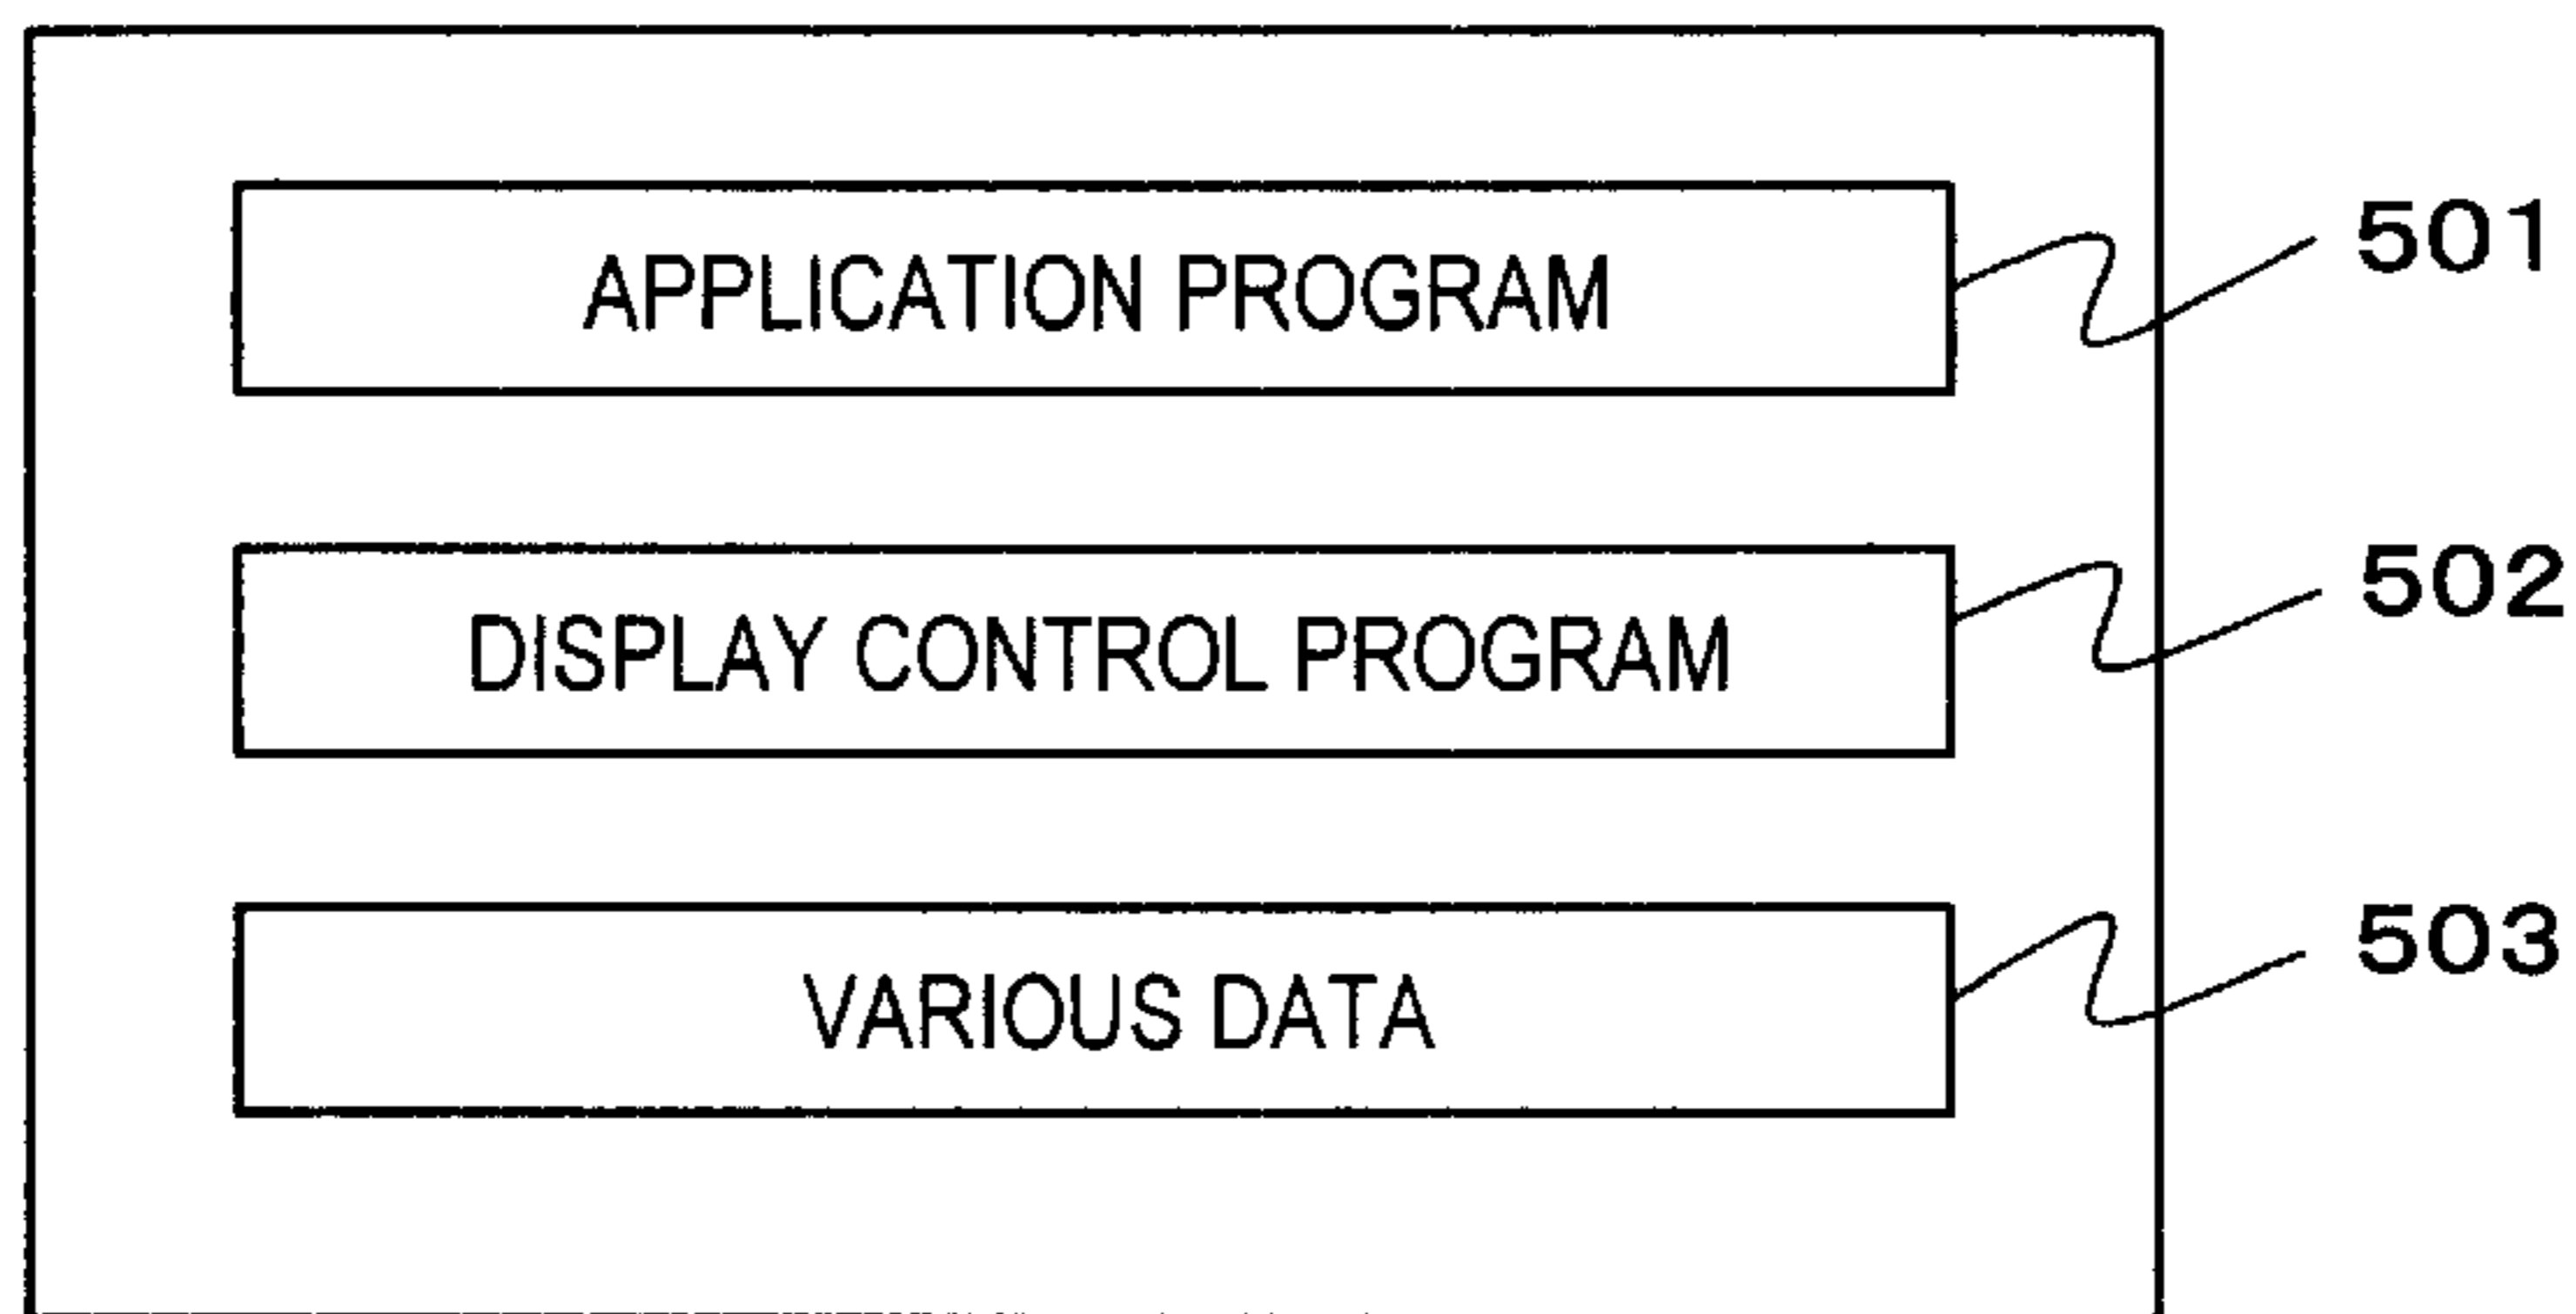 APPLICATION PROGRAM 501
DISPLAY CONTROL PROGRAM 502
VARIOUS DATA 503